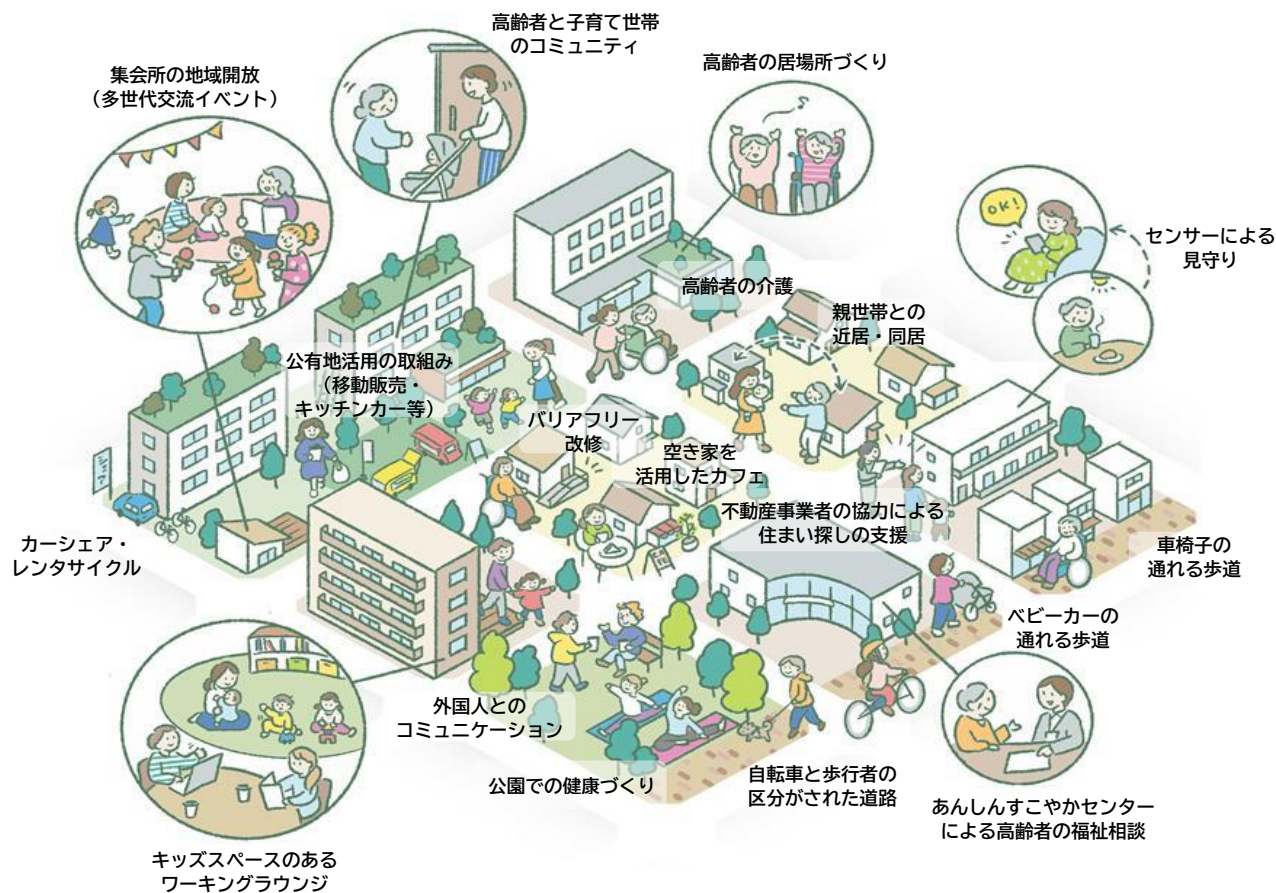 高齢者と子育て世帯
のコミュニティ
集会所の地域開放
（多世代交流イベント）
高齢者の居場所づくり
OK!
センサーによる
見守り
高齢者の介護
親世帯との
近居・同居
公有地活用の取組み
（移動販売・
キッチンカー等）
バリアフリー
改修
空き家を
活用したカフェ
不動産事業者の協力による
住まい探しの支援
カーシェア・
レンタサイクル
車椅子の
通れる歩道
ベビーカーの
通れる歩道
外国人との
コミュニケーション
公園での健康づくり
自転車と歩行者の
区分がされた道路
あんしんすこやかセンター
による高齢者の福祉相談
キッズスペースのある
ワーキングラウンジ